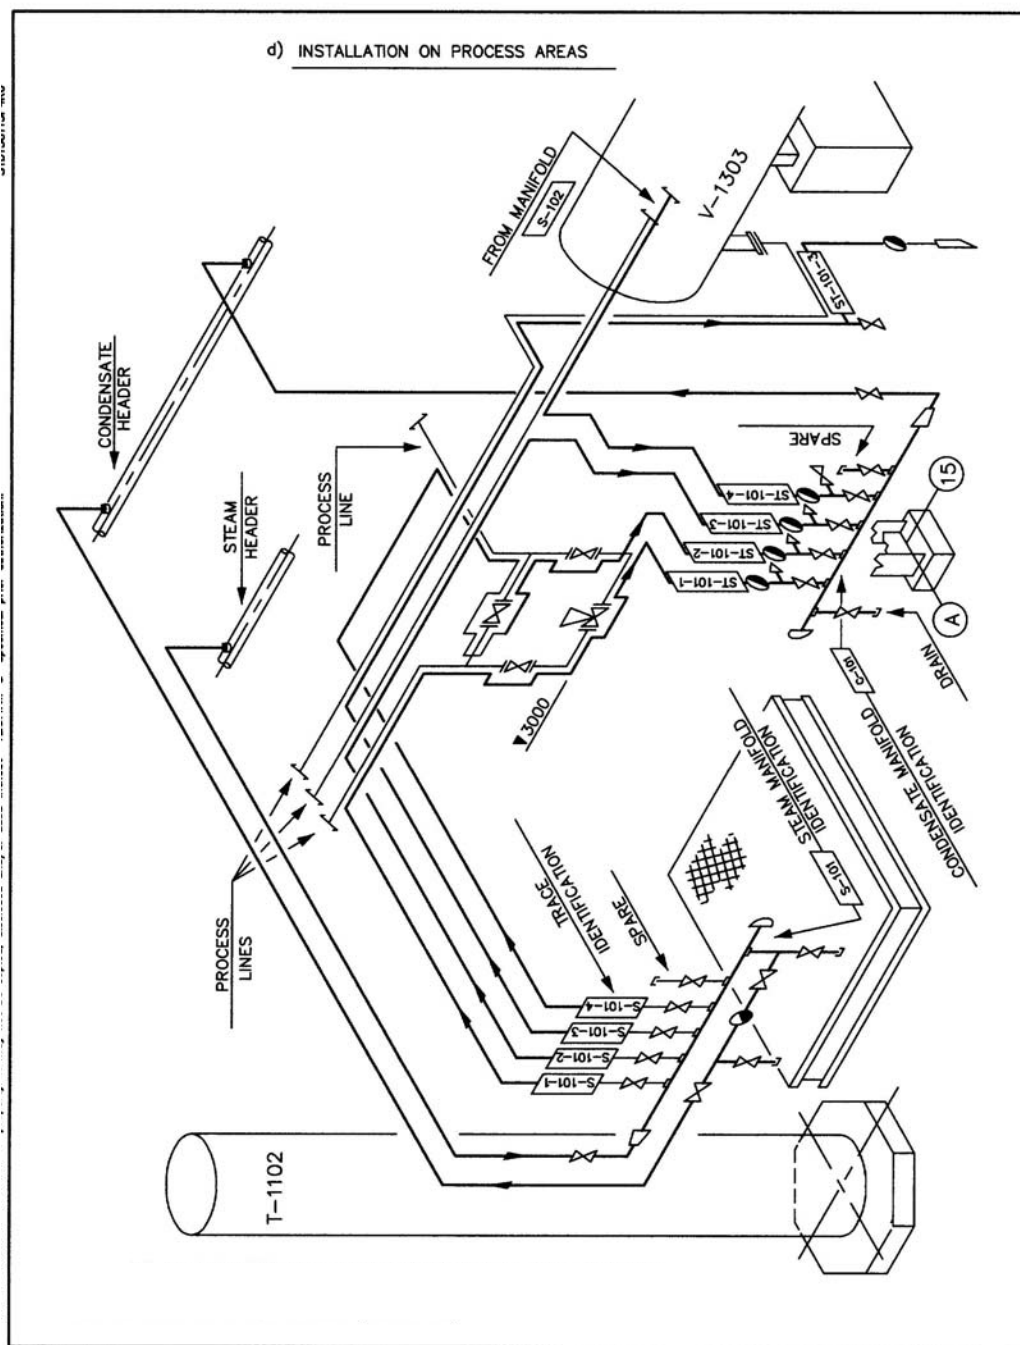 d) INSTALLATION ON PROCESS AREAS
FROM MANIFOLD
S-102
V-1303
CONDENSATE
HEADER
STEAM
HEADER
PROCESS
LINE
ST-101-3
SPARE
ST-101-4
ST-101-3
ST-101-2
ST-101-1
15
A
3000
C-101
DRAIN
PROCESS
LINES
TRACE
IDENTIFICATION
SPARE
STEAM MANIFOLD
IDENTIFICATION
S-101
CONDENSATE MANIFOLD
IDENTIFICATION
S-101-4
S-101-3
S-101-2
S-101-1
T-1102